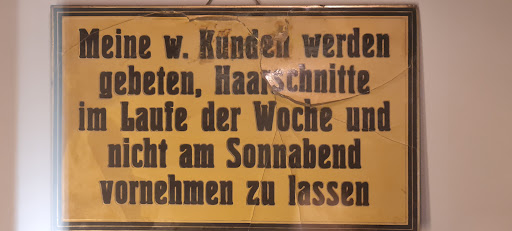 Meine w. Kunden werden
gebeten, Haarschnitte
im Laufe der Woche und
nicht am Sonnabend
vornehmen zu lassen